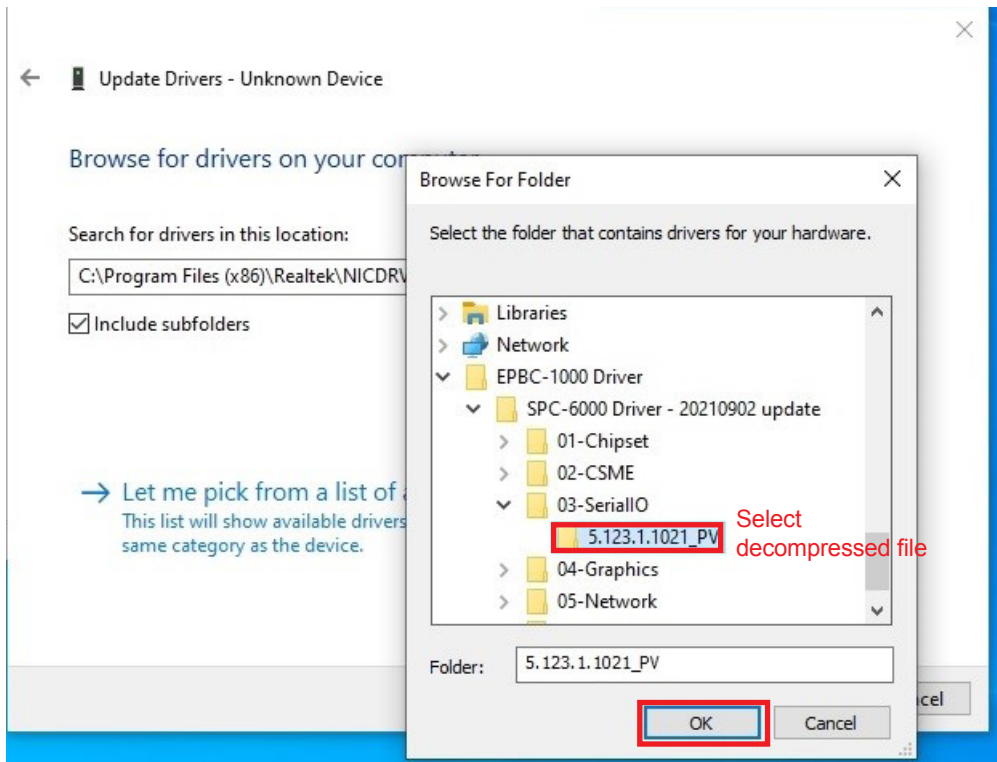 Update Drivers - Unknown Device
Browse for drivers on your computer
Search for drivers in this location:
C:\Program Files (x86)\Realtek\NICDRV
Include subfolders
Let me pick from a list of
This list will show available drivers
same category as the device.
Browse For Folder
Select the folder that contains drivers for your hardware.
Libraries
Network
EPBC-1000 Driver
SPC-6000 Driver - 20210902 update
01-Chipset
02-CSME
03-SerialIO
5.123.1.1021_PV
04-Graphics
05-Network
Select
decompressed file
Folder:
5.123.1.1021_PV
OK
Cancel
cel